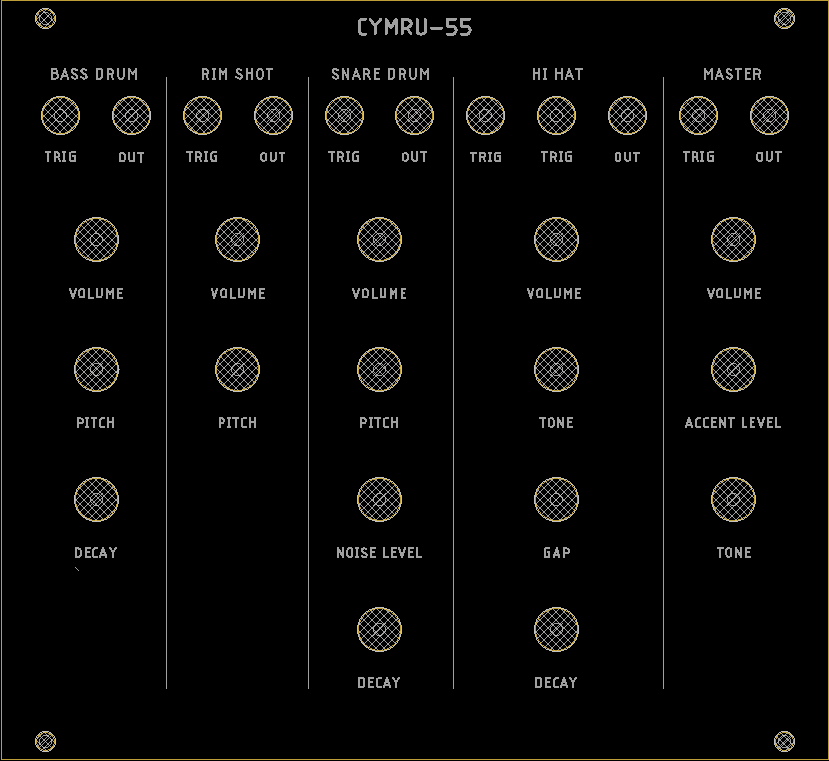 CYMRU-55
BASS DRUM
RIM SHOT
SNARE DRUM
HI HAT
MASTER
TRIG
OUT
TRIG
OUT
TRIG
OUT
TRIG
TRIG
OUT
TRIG
OUT
VOLUME
VOLUME
VOLUME
VOLUME
VOLUME
PITCH
PITCH
PITCH
TONE
ACCENT LEVEL
DECAY
NOISE LEVEL
GAP
TONE
DECAY
DECAY